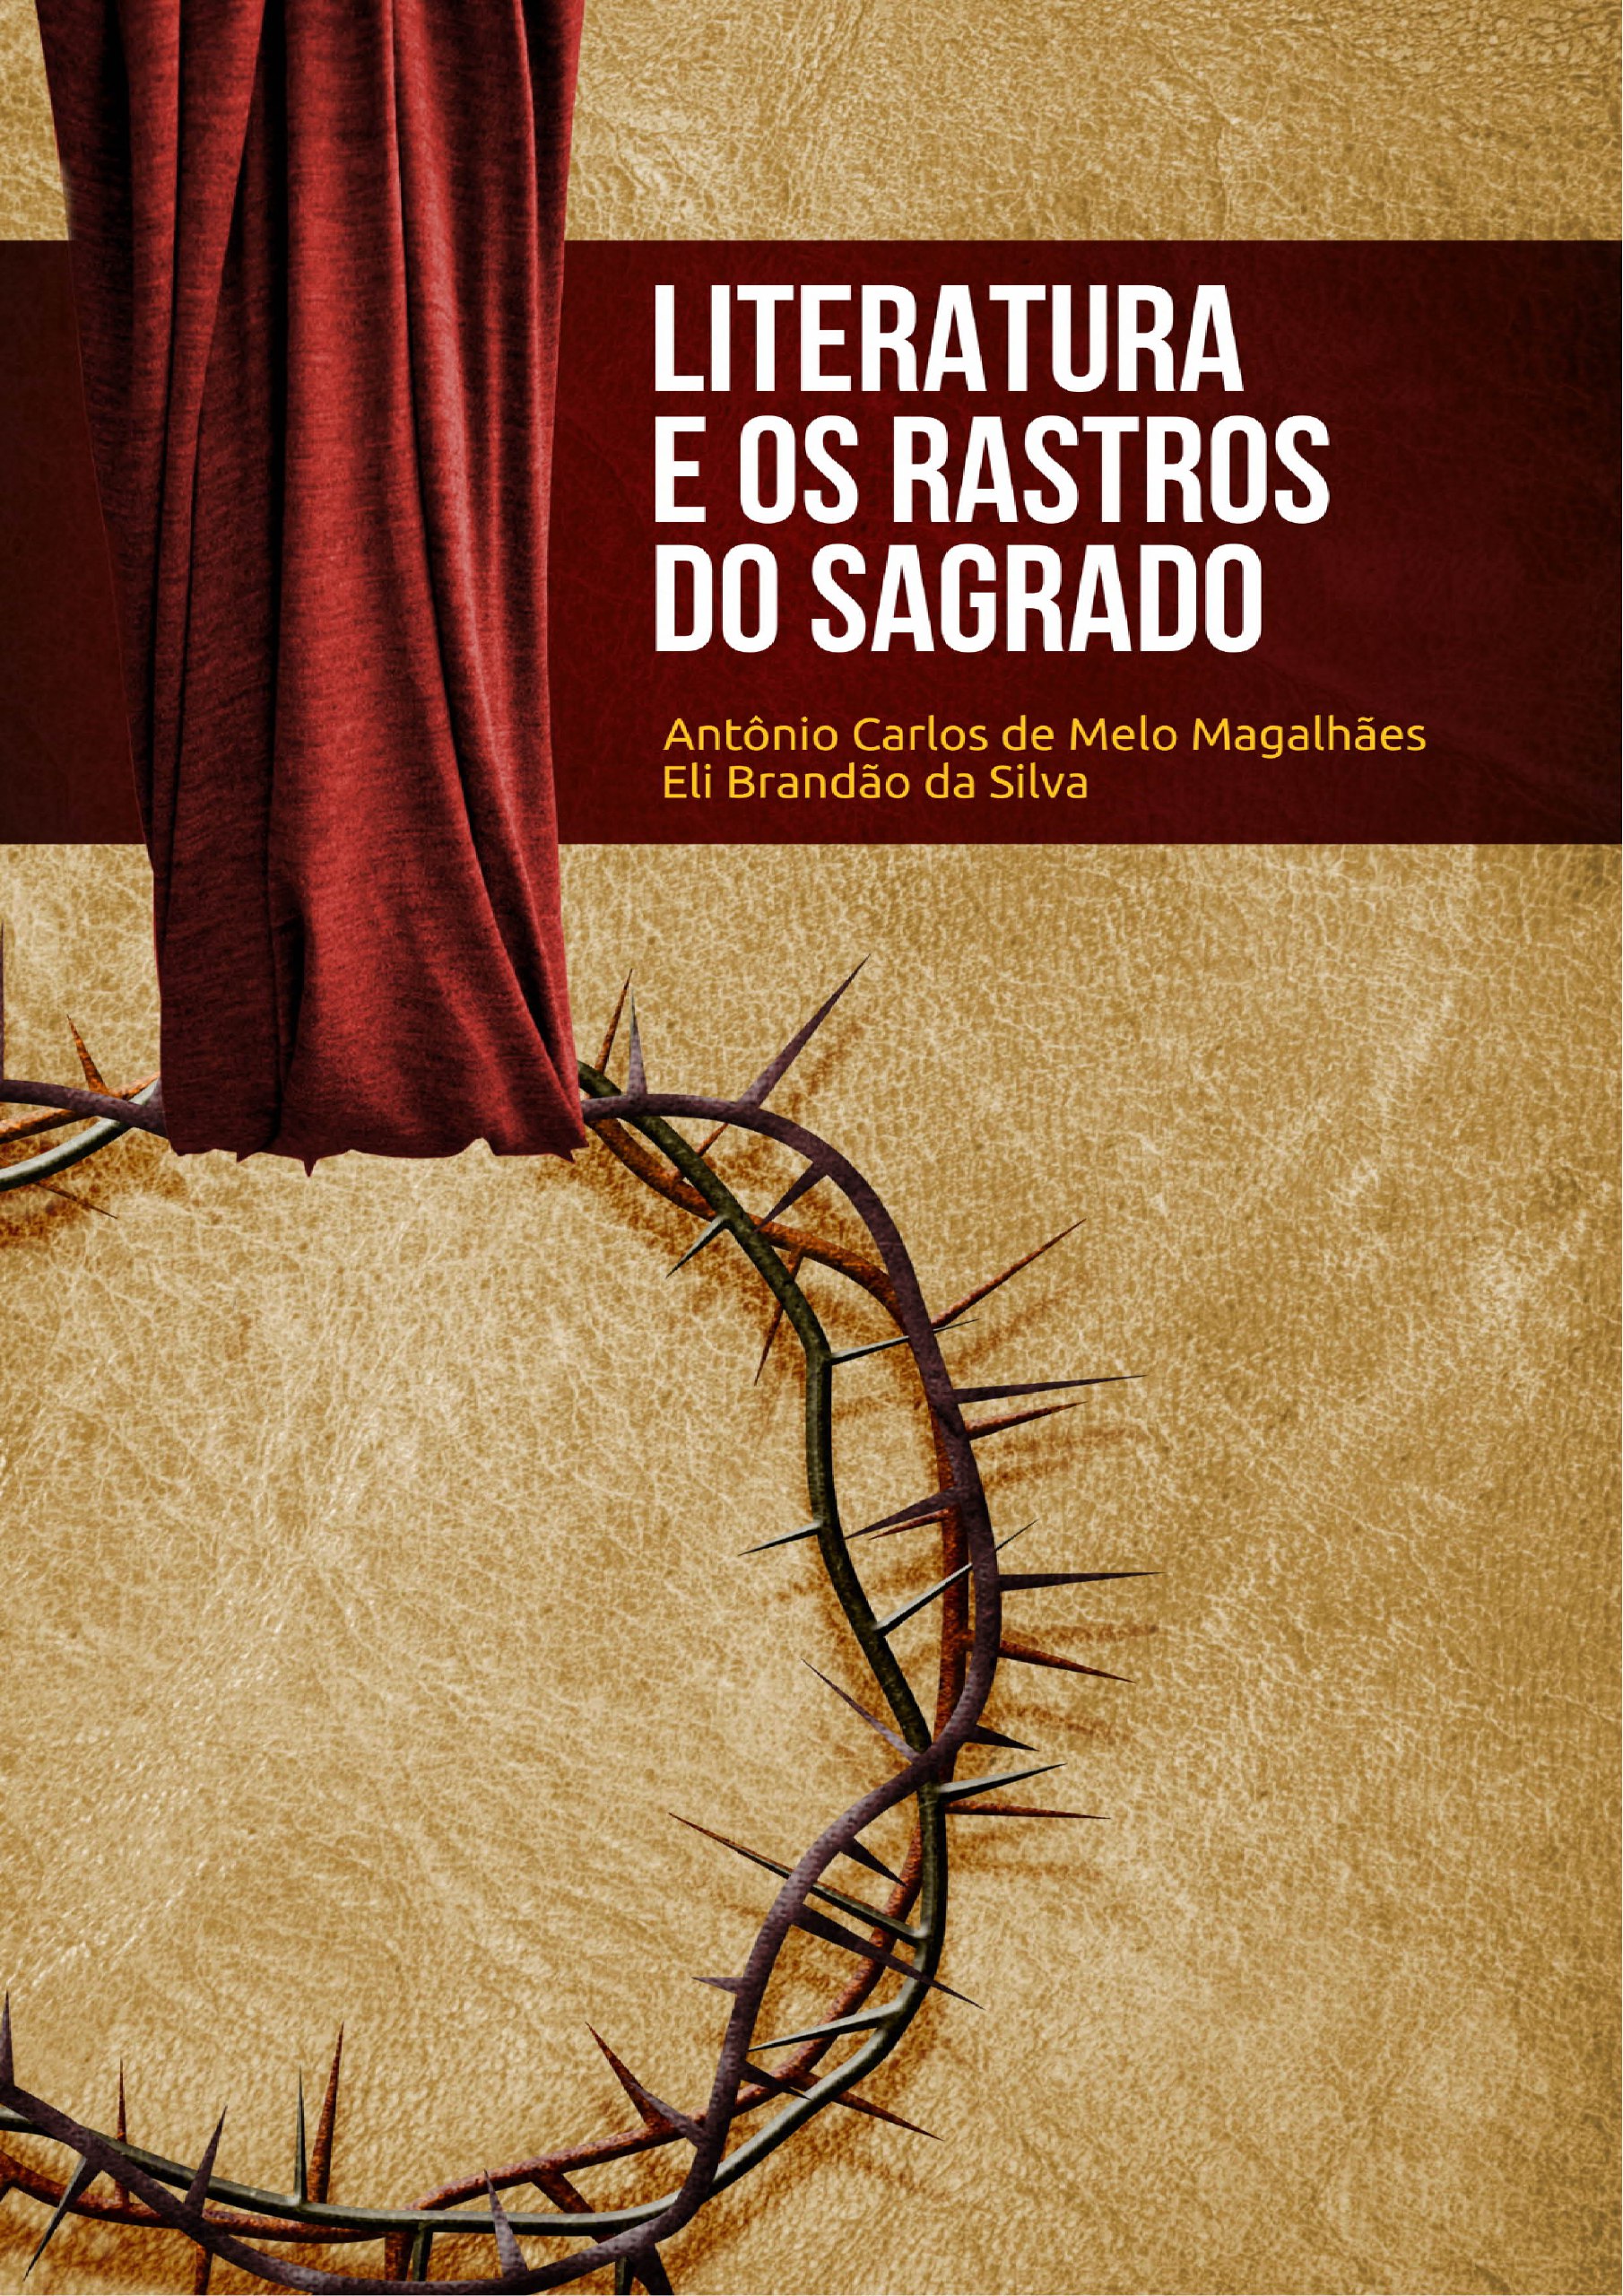 LITERATURA
E OS RASTROS
DO SAGRADO
Antônio Carlos de Melo Magalhães
Eli Brandão da Silva